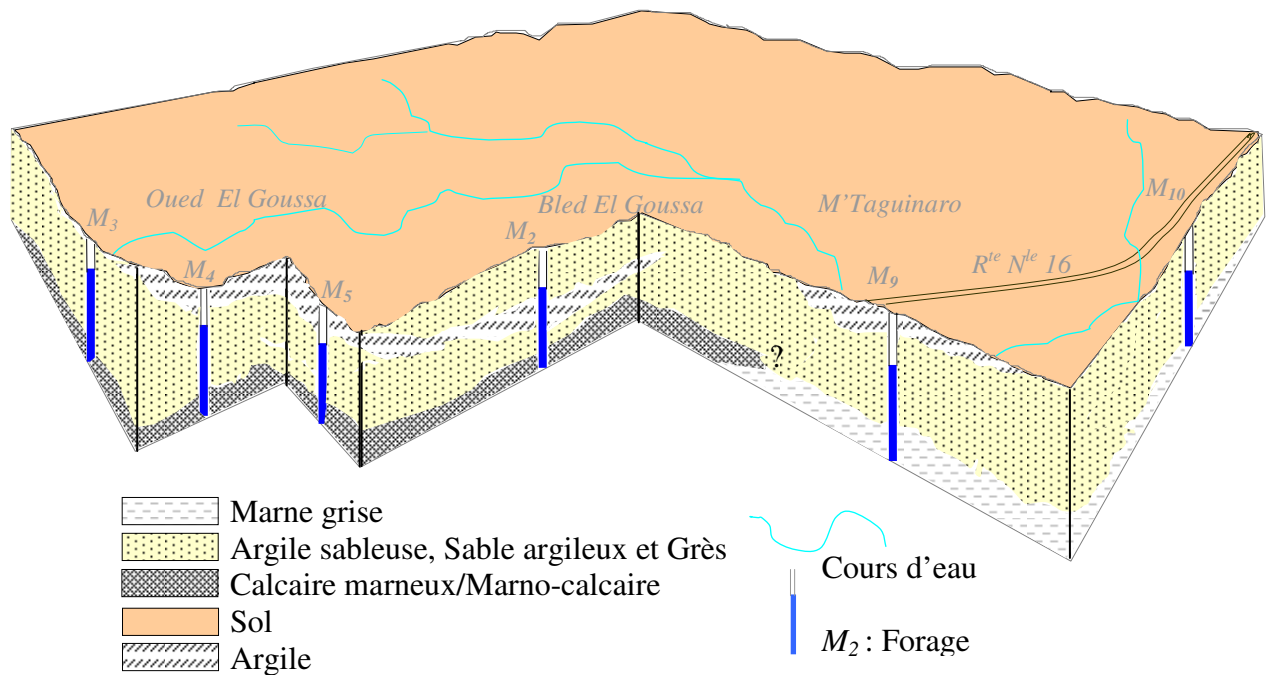 Oued El Goussa
Bled El Goussa
M'Taguinaro
M10
M3
M2
M4
M5
M9
Rte Nle 16
?
Marne grise
Argile sableuse, Sable argileux et Grès
Calcaire marneux/Marno-calcaire
Sol
Argile
Cours d'eau
M2 : Forage